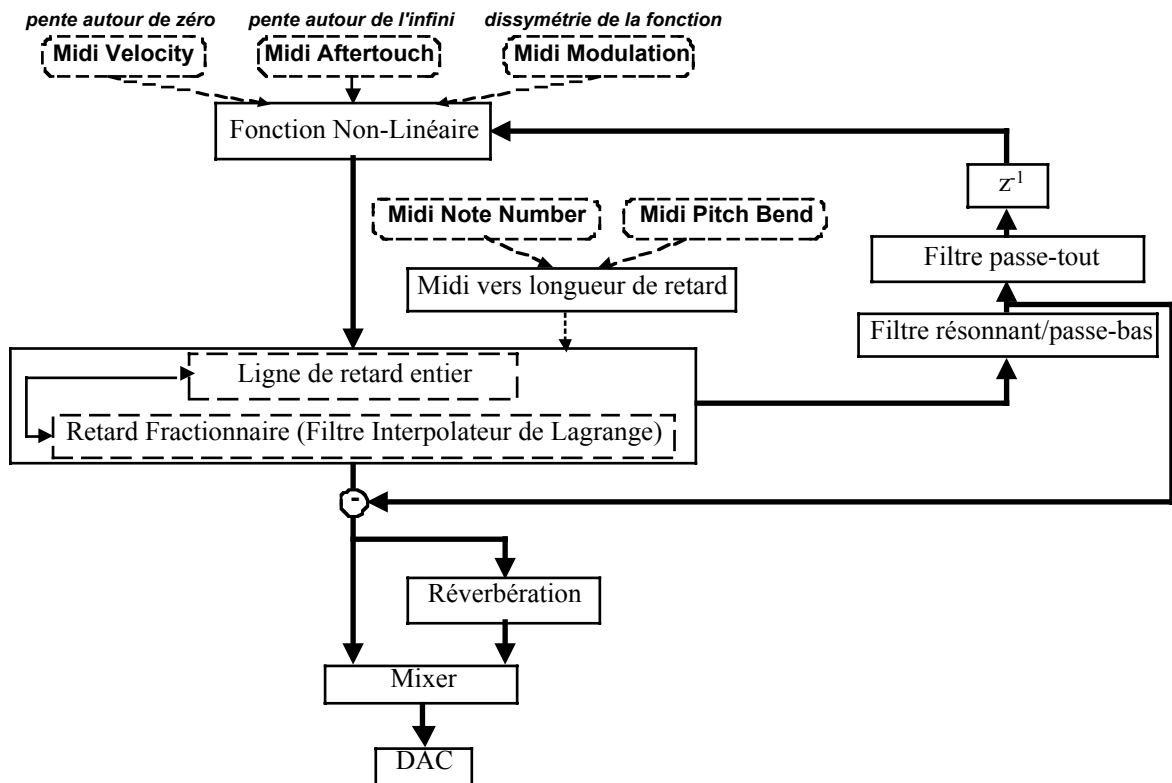 pente autour de zéro
pente autour de l'infini
dissymétrie de la fonction
Midi Velocity
Midi Aftertouch
Midi Modulation
Fonction Non-Linéaire
z-1
Midi Note Number
Midi Pitch Bend
Filtre passe-tout
Midi vers longueur de retard
Filtre résonnant/passe-bas
Ligne de retard entier
Retard Fractionnaire (Filtre Interpolateur de Lagrange)
-
Réverbération
Mixer
DAC